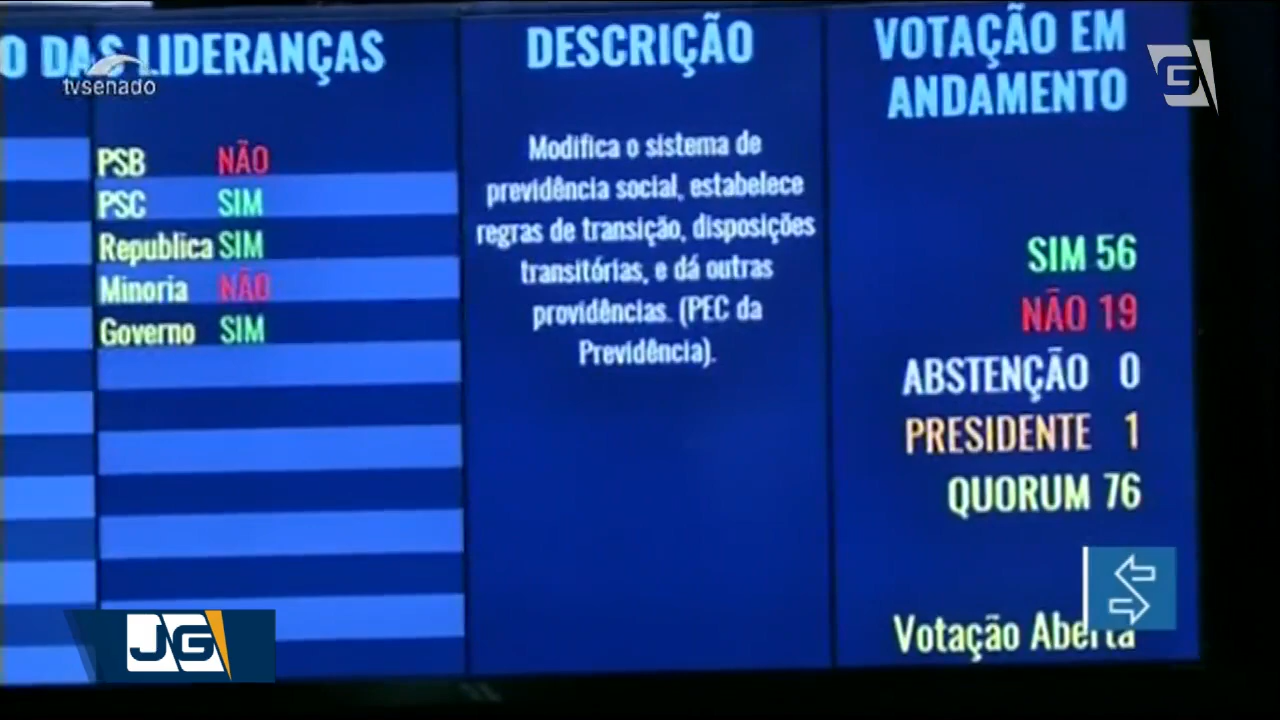 O DAS LIDERANÇAS
tvsenado
PSB NÃO
PSC SIM
Republica SIM
Minoria NÃO
Governo SIM
DESCRIÇÃO
Modifica o sistema de
previdência social, estabelece
regras de transição, disposições
transitórias, e dá outras
providências. (PEC da
Previdência).
VOTAÇÃO EM
ANDAMENTO
SIM 56
NÃO 19
ABSTENÇÃO 0
PRESIDENTE 1
QUORUM 76
Votação Aberta
G
JG